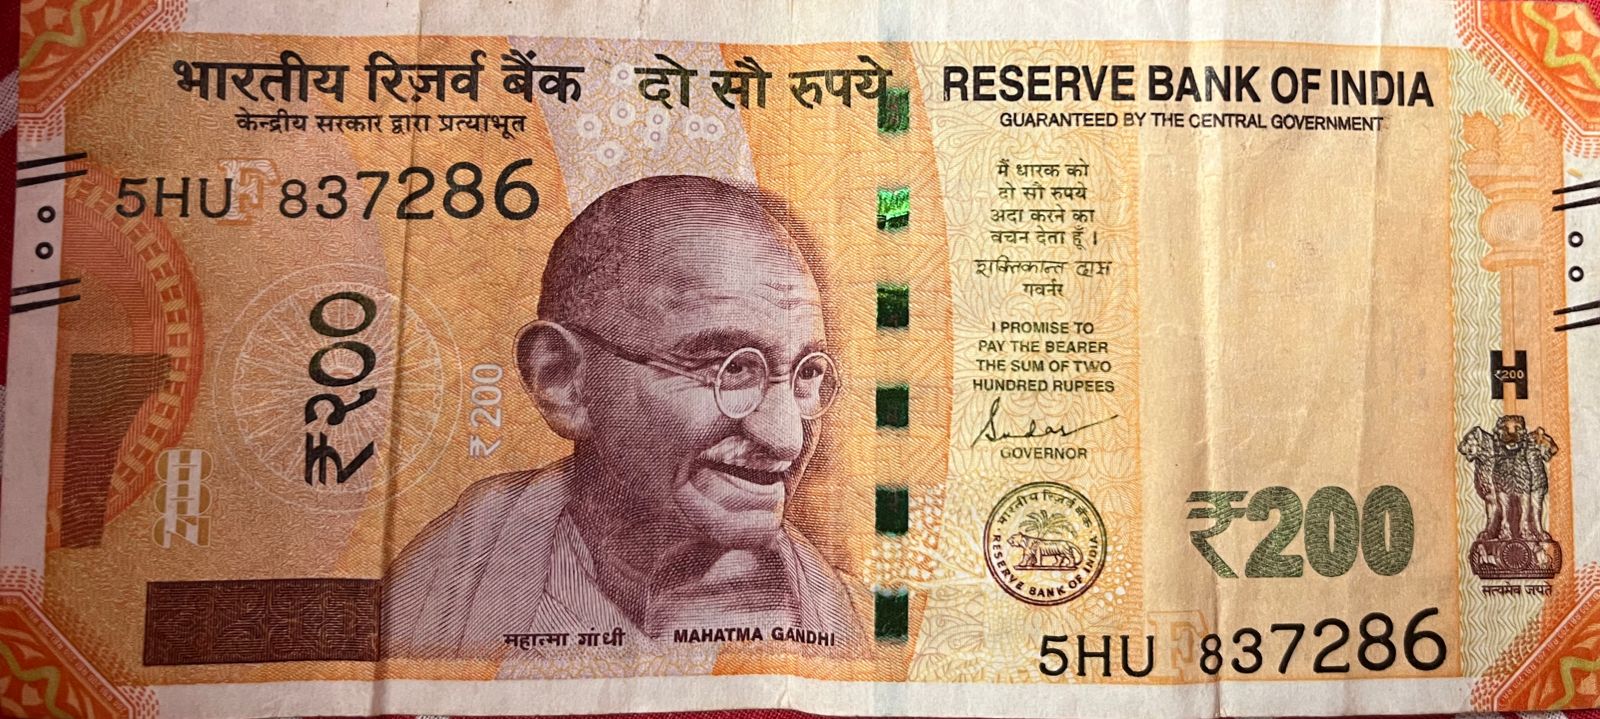 भारतीय रिज़र्व बैंक दो सौ रुपये RESERVE BANK OF INDIA
केन्द्रीय सरकार द्वारा प्रत्याभूत
GUARANTEED BY THE CENTRAL GOVERNMENT
5HU 837286
₹२००
₹200
मैं धारक को
दो सौ रुपये
अदा करने का
वचन देता हूँ ।
शक्तिकान्त दास
गवर्नर
I PROMISE TO
PAY THE BEARER
THE SUM OF TWO
HUNDRED RUPEES
GOVERNOR
भारतीय रिज़र्व बैंक
RESERVE BANK OF INDIA
H
₹200
₹200
सत्यमेव जयते
महात्मा गांधी MAHATMA GANDHI
5HU 837286